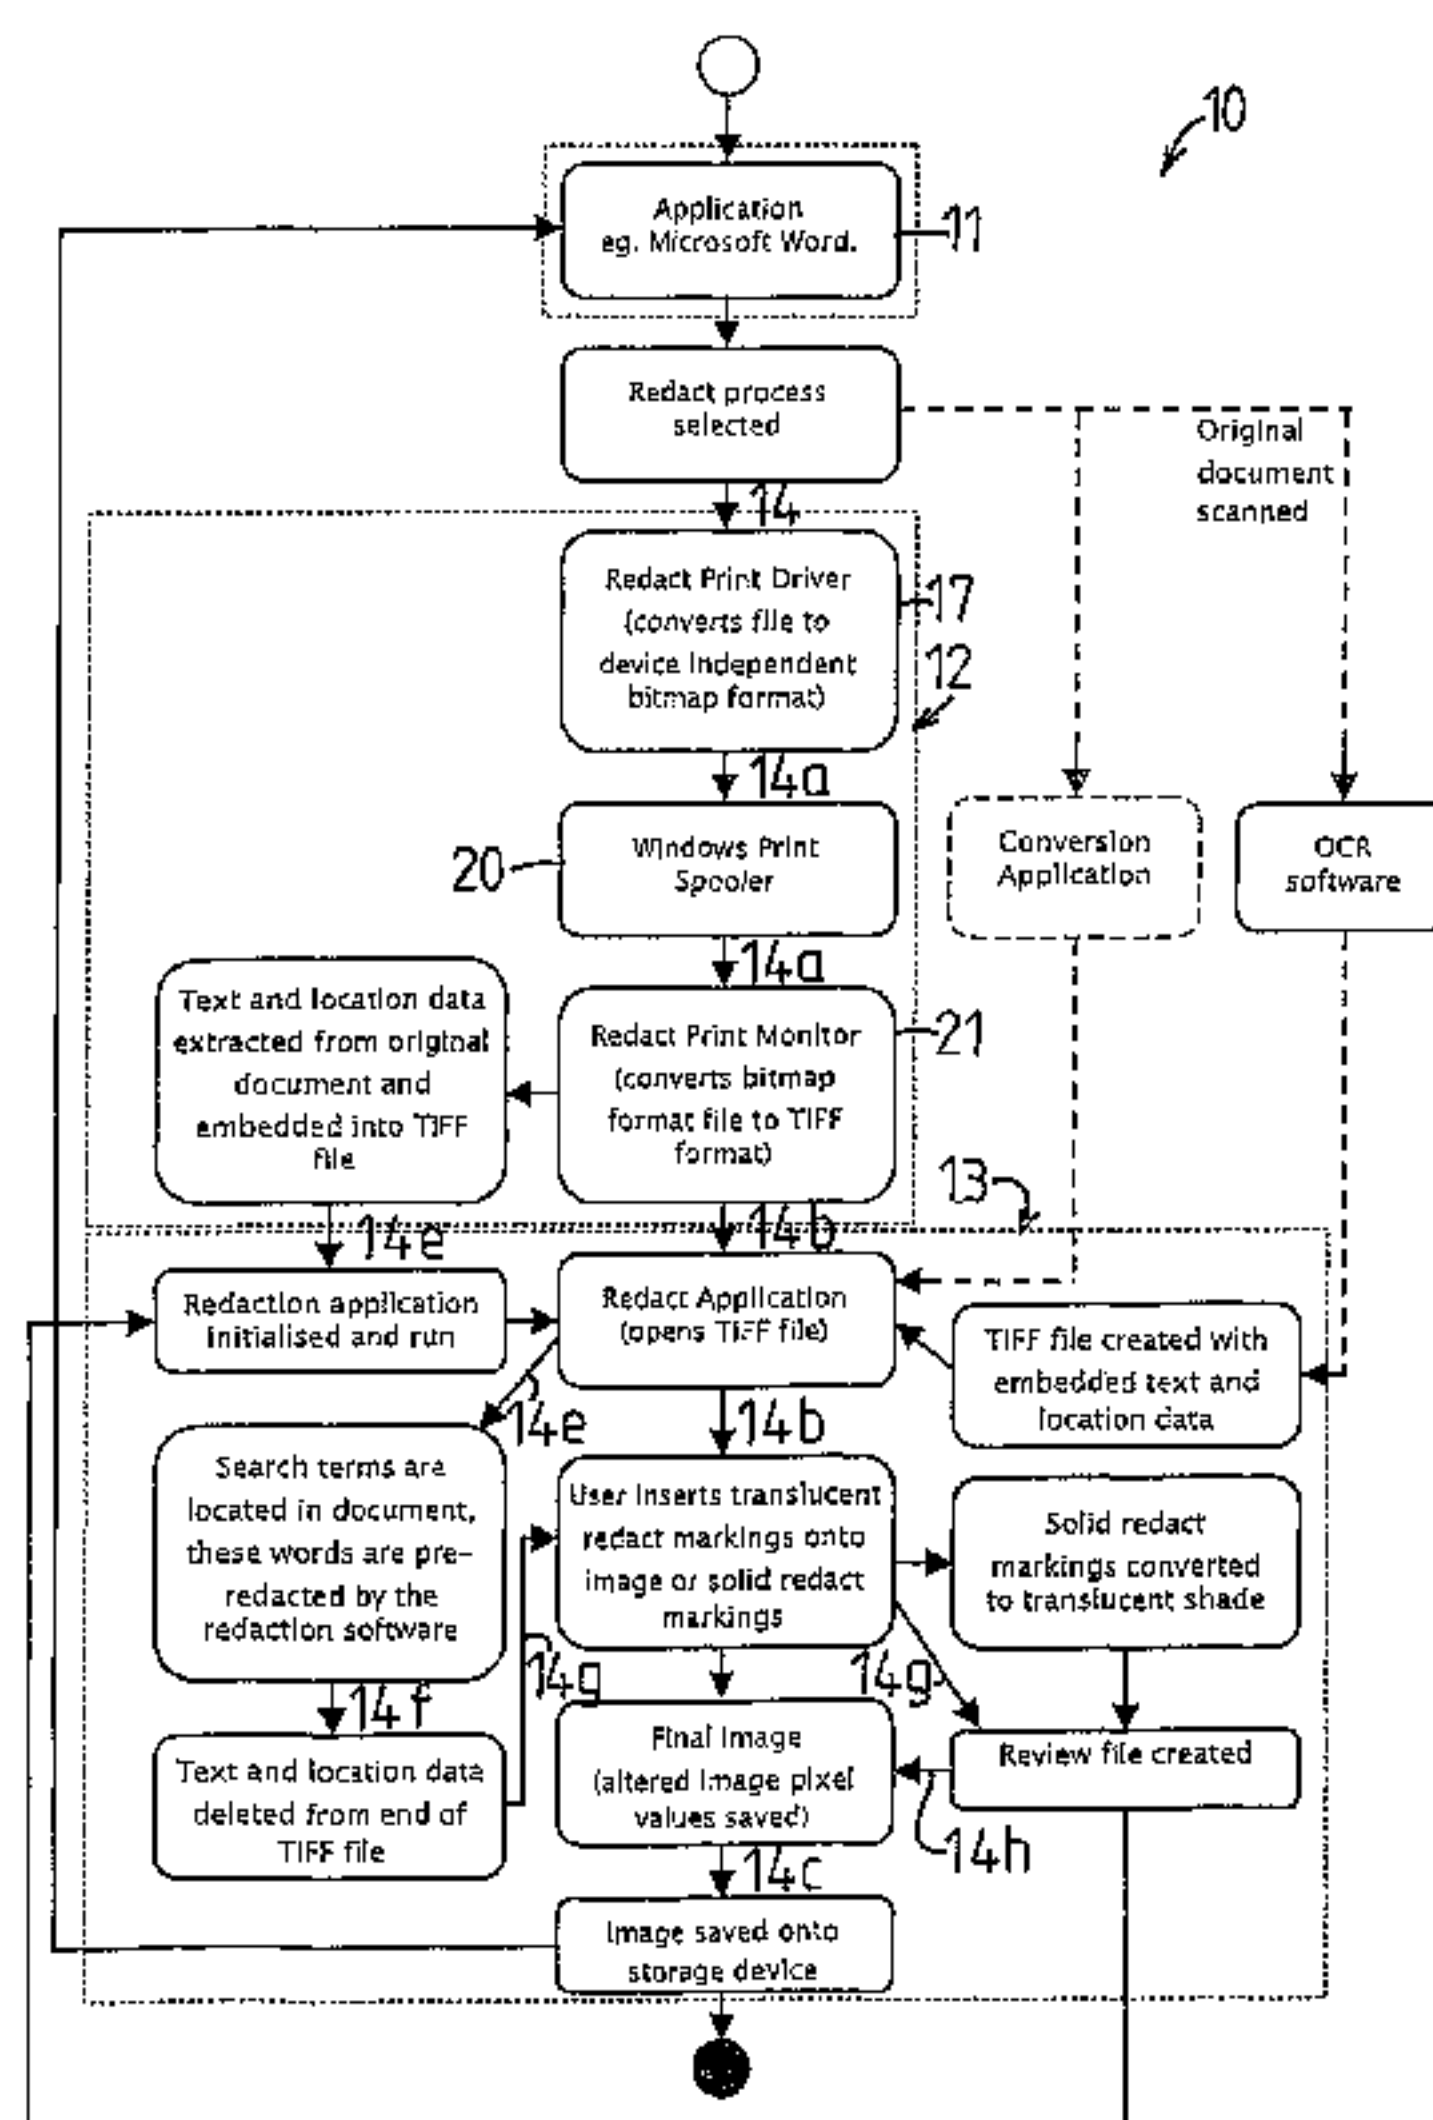 10
Application
eg. Microsoft Word.
11
Redact process
selected
Original
document
scanned
14
Redact Print Driver
(converts file to
device Independent
bitmap format)
17
12
14a
Windows Print
Spooler
20
Conversion
Application
OCR
software
14a
Text and location data
extracted from original
document and
embedded into TIFF
file
Redact Print Monitor
(converts bitmap
format file to TIFF
format)
21
13
14e
14b
Redaction application
initialised and run
Redact Application
(opens TIFF file)
TIFF file created with
embedded text and
location data
14e
14b
Search terms are
located in document,
these words are pre-
redacted by the
redaction software
User inserts translucent
redact markings onto
image or solid redact
markings
Solid redact
markings converted
to translucent shade
14g
14g
14f
Text and location data
deleted from end of
TIFF file
Final Image
(altered image pixel
values saved)
Review file created
14h
14c
Image saved onto
storage device